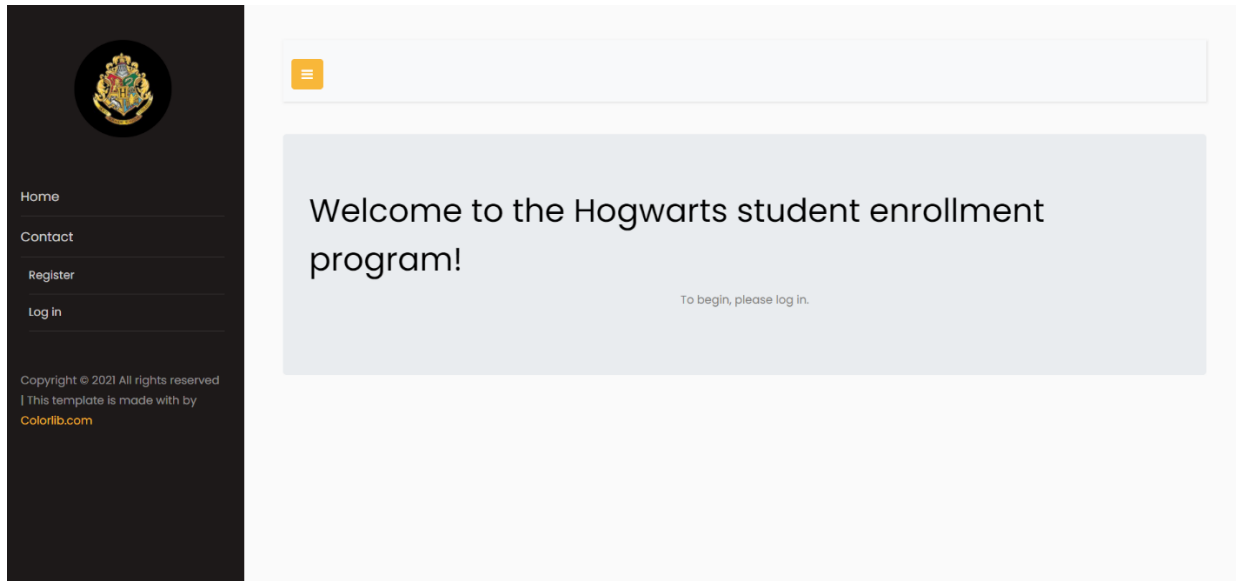 Home
Contact
Register
Log in
Copyright © 2021 All rights reserved
| This template is made with by
Colorlib.com
Welcome to the Hogwarts student enrollment
program!
To begin, please log in.